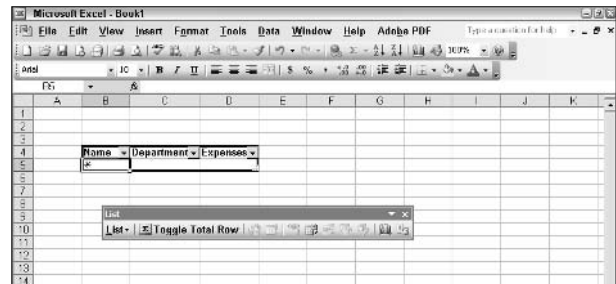 Microsoft Excel - Book1
File Edit View Insert Format Tools Data Window Help Adobe PDF Type a question for help
100%
Arial 10 B I U $ % ,
B5 fx
A B C D E F G H I J K
1
2
3
4 Name Department Expenses
5 *
6
7
8
9 List
10 List Σ Toggle Total Row
11
12
13
14